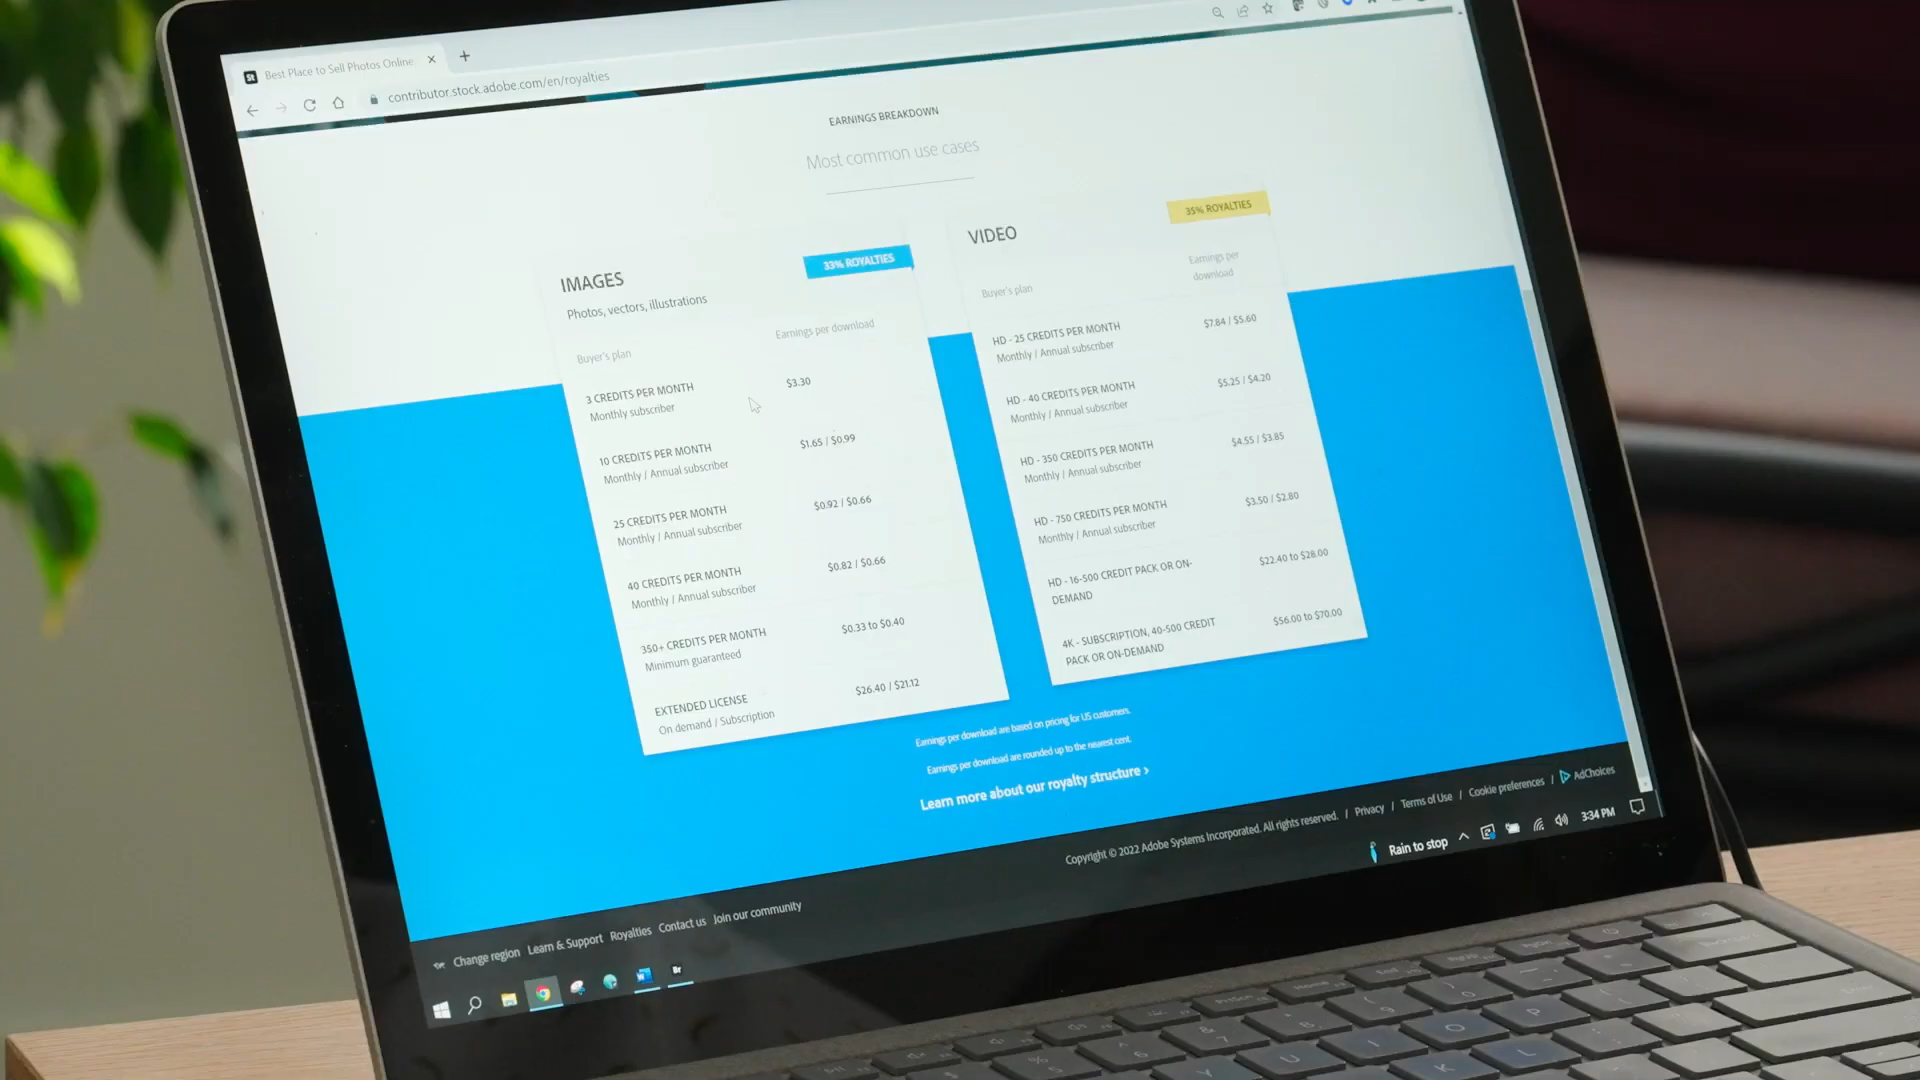 Best Place to Sell Photos Online
contributor.stock.adobe.com/en/royalties
EARNINGS BREAKDOWN
Most common use cases
IMAGES
33% ROYALTIES
Photos, vectors, illustrations
Buyer's plan
Earnings per download
3 CREDITS PER MONTH
Monthly subscriber
$3.30
10 CREDITS PER MONTH
Monthly / Annual subscriber
$1.65 / $0.99
25 CREDITS PER MONTH
Monthly / Annual subscriber
$0.92 / $0.66
40 CREDITS PER MONTH
Monthly / Annual subscriber
$0.82 / $0.66
350+ CREDITS PER MONTH
Minimum guaranteed
$0.33 to $0.40
EXTENDED LICENSE
On demand / Subscription
$26.40 / $21.12
VIDEO
35% ROYALTIES
Buyer's plan
Earnings per
download
HD - 25 CREDITS PER MONTH
Monthly / Annual subscriber
$7.84 / $5.60
HD - 40 CREDITS PER MONTH
Monthly / Annual subscriber
$5.25 / $4.20
HD - 350 CREDITS PER MONTH
Monthly / Annual subscriber
$4.55 / $3.85
HD - 750 CREDITS PER MONTH
Monthly / Annual subscriber
$3.50 / $2.80
HD - 16-500 CREDIT PACK OR ON-
DEMAND
$22.40 to $28.00
4K - SUBSCRIPTION, 40-500 CREDIT
PACK OR ON-DEMAND
$56.00 to $70.00
Earnings per download are based on pricing for US customers.
Earnings per download are rounded up to the nearest cent.
Learn more about our royalty structure ›
Copyright © 2022 Adobe Systems Incorporated. All rights reserved. / Privacy / Terms of Use / Cookie preferences / AdChoices
Change region Learn & Support Royalties Contact us Join our community
Rain to stop
3:34 PM
Br